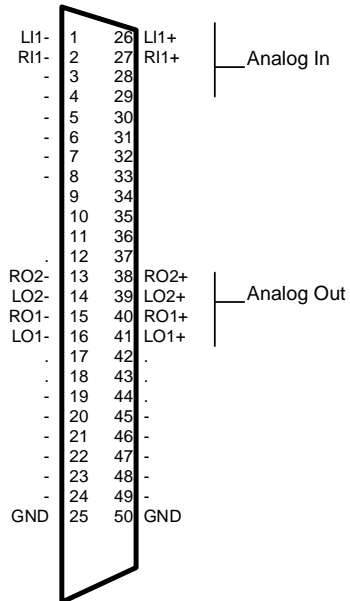 LI1- 1 26 LI1+
RI1- 2 27 RI1+ Analog In
- 3 28
- 4 29
- 5 30
- 6 31
- 7 32
- 8 33
9 34
10 35
11 36
. 12 37
RO2- 13 38 RO2+
LO2- 14 39 LO2+ Analog Out
RO1- 15 40 RO1+
LO1- 16 41 LO1+
. 17 42 .
. 18 43 .
- 19 44 .
- 20 45 -
- 21 46 -
- 22 47 -
- 23 48 -
- 24 49 -
GND 25 50 GND